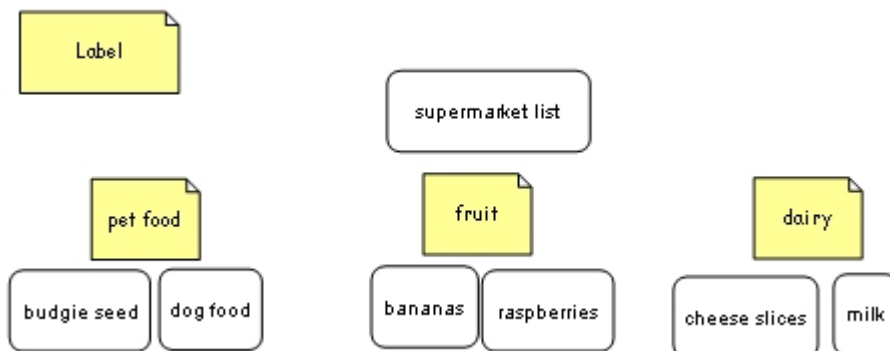 Label
supermarket list
pet food
fruit
dairy
budgie seed
dog food
bananas
raspberries
cheese slices
milk